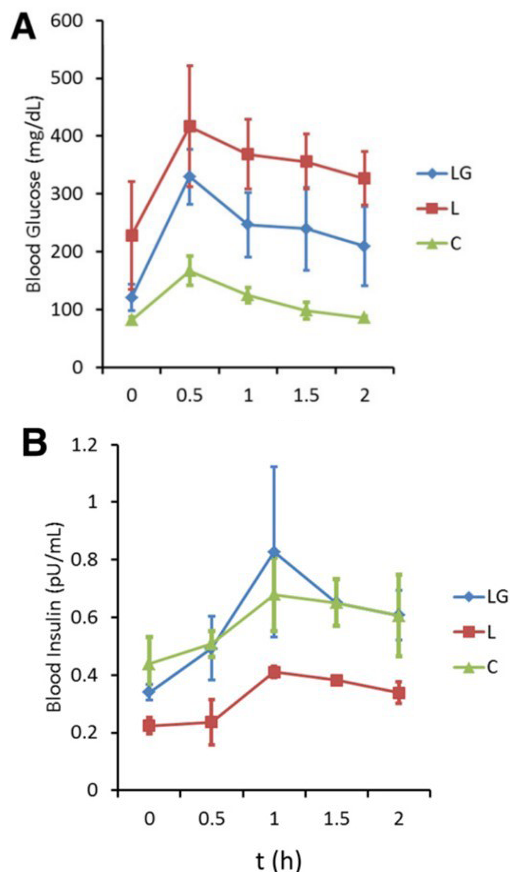 A
Blood Glucose (mg/dL)
600
500
400
300
200
100
0
0 0.5 1 1.5 2
LG
L
C
B
Blood Insulin (pU/mL)
1.2
1
0.8
0.6
0.4
0.2
0
0 0.5 1 1.5 2
t (h)
LG
L
C